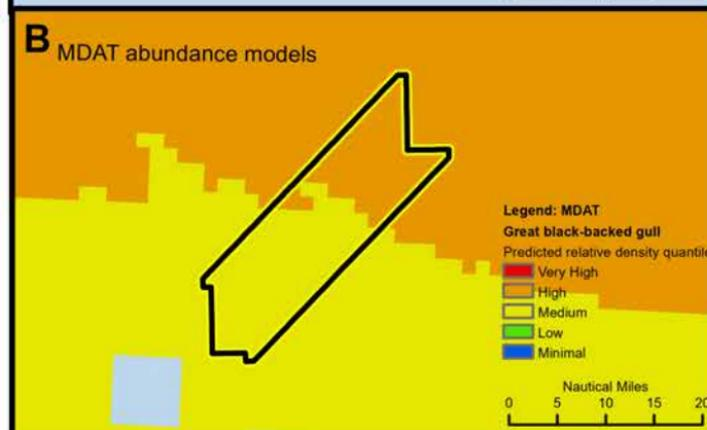 B MDAT abundance models
Legend: MDAT
Great black-backed gull
Predicted relative density quantile
Very High
High
Medium
Low
Minimal
Nautical Miles
0 5 10 15 20